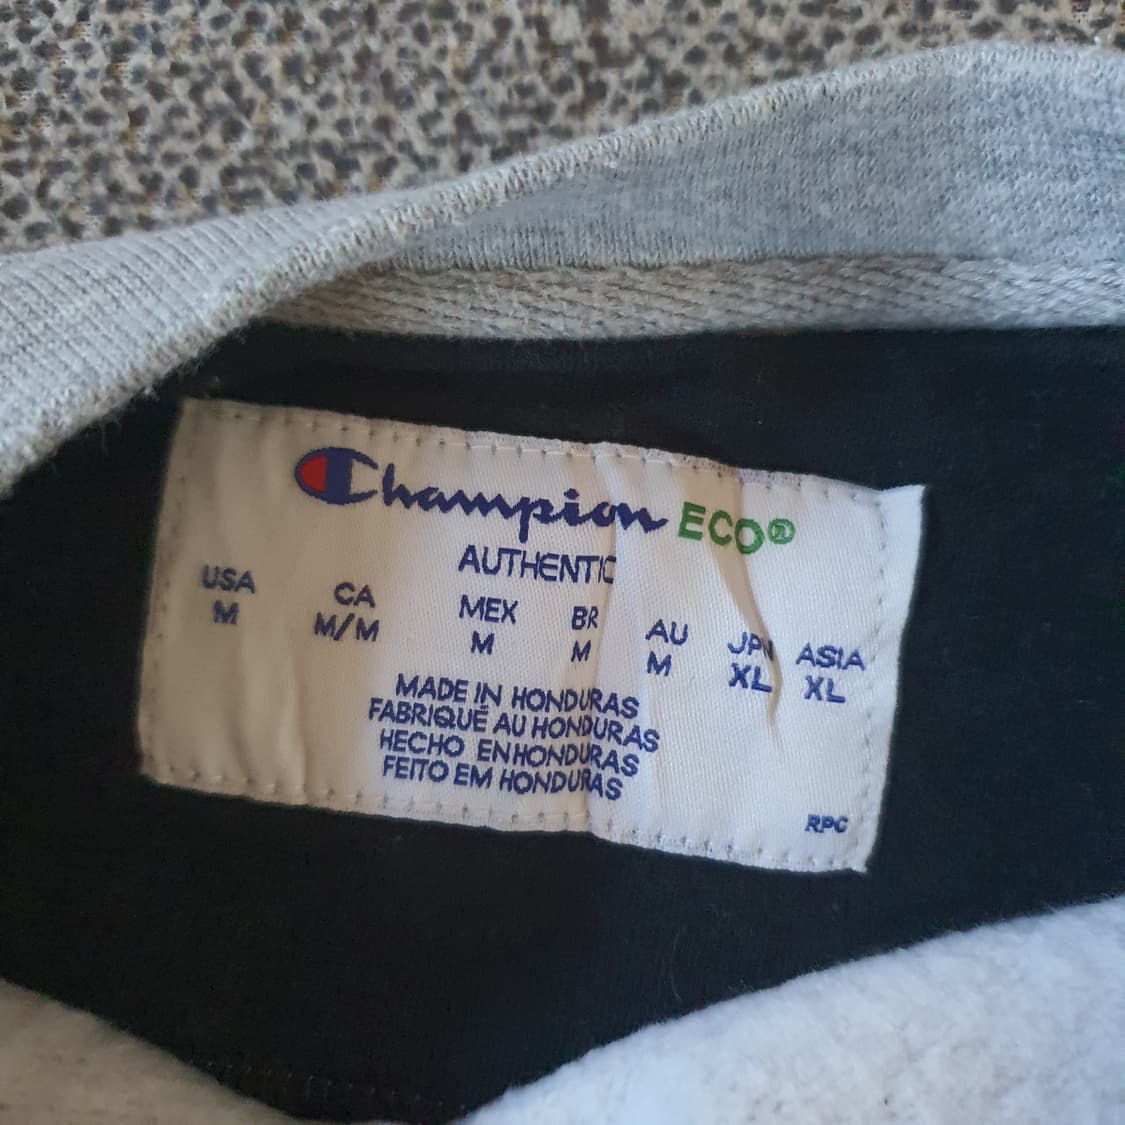 Champion ECO®
AUTHENTIC
USA CA MEX BR AU JPN ASIA
M M/M M M M XL XL
MADE IN HONDURAS
FABRIQUÉ AU HONDURAS
HECHO EN HONDURAS
FEITO EM HONDURAS
RPC